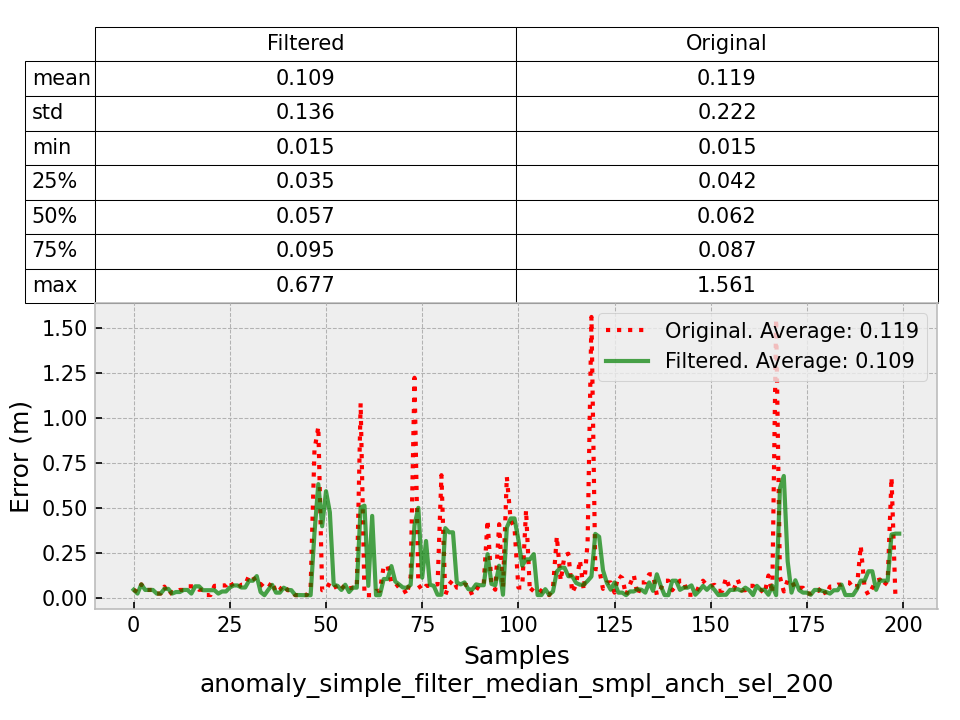 Filtered Original
mean 0.109 0.119
std 0.136 0.222
min 0.015 0.015
25% 0.035 0.042
50% 0.057 0.062
75% 0.095 0.087
max 0.677 1.561
Original. Average: 0.119
Filtered. Average: 0.109
Error (m)
1.50
1.25
1.00
0.75
0.50
0.25
0.00
0 25 50 75 100 125 150 175 200
Samples
anomaly_simple_filter_median_smpl_anch_sel_200